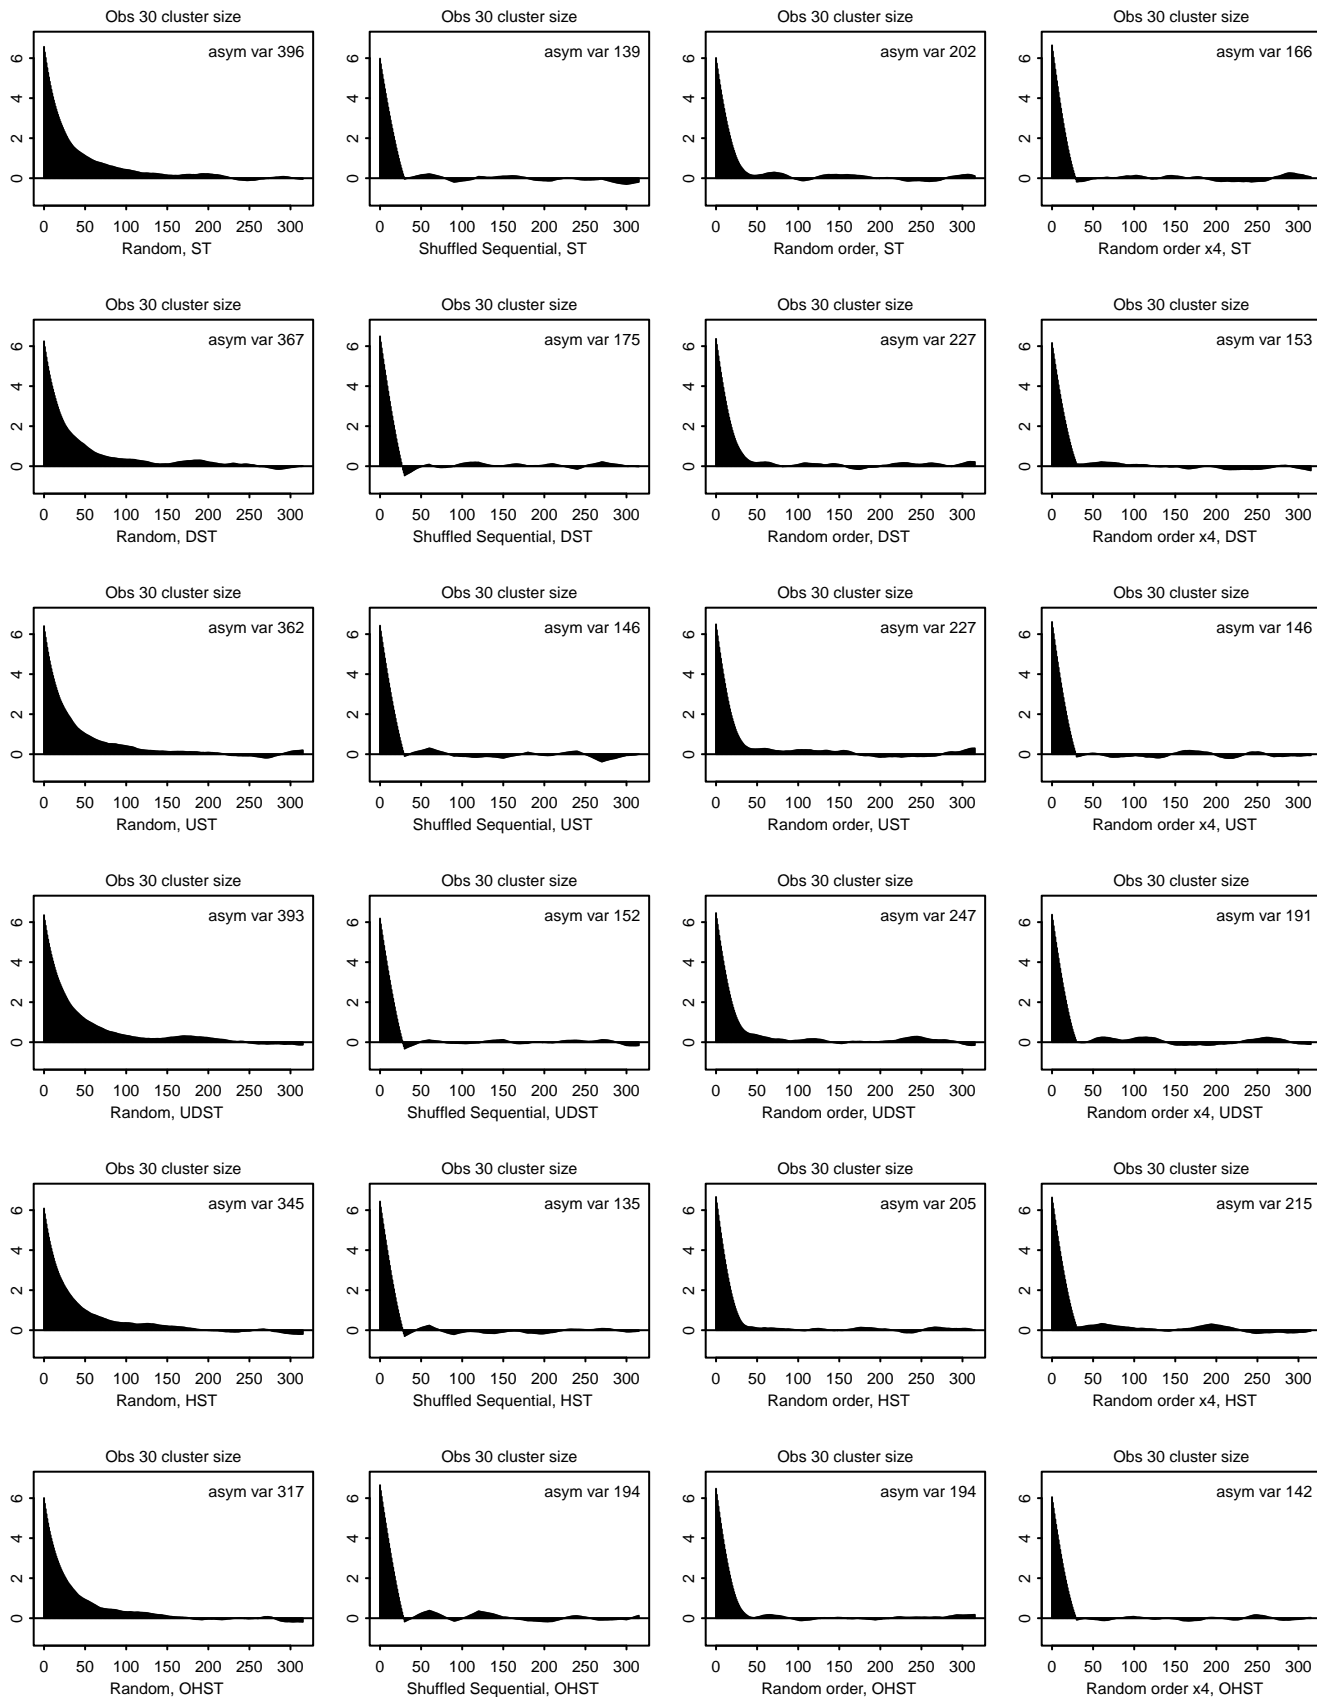 Obs 30 cluster size
asym var 396
6
4
2
0
0 50 100 150 200 250 300
Random, ST
Obs 30 cluster size
asym var 139
6
4
2
0
0 50 100 150 200 250 300
Shuffled Sequential, ST
Obs 30 cluster size
asym var 202
6
4
2
0
0 50 100 150 200 250 300
Random order, ST
Obs 30 cluster size
asym var 166
6
4
2
0
0 50 100 150 200 250 300
Random order x4, ST
Obs 30 cluster size
asym var 367
6
4
2
0
0 50 100 150 200 250 300
Random, DST
Obs 30 cluster size
asym var 175
6
4
2
0
0 50 100 150 200 250 300
Shuffled Sequential, DST
Obs 30 cluster size
asym var 227
6
4
2
0
0 50 100 150 200 250 300
Random order, DST
Obs 30 cluster size
asym var 153
6
4
2
0
0 50 100 150 200 250 300
Random order x4, DST
Obs 30 cluster size
asym var 362
6
4
2
0
0 50 100 150 200 250 300
Random, UST
Obs 30 cluster size
asym var 146
6
4
2
0
0 50 100 150 200 250 300
Shuffled Sequential, UST
Obs 30 cluster size
asym var 227
6
4
2
0
0 50 100 150 200 250 300
Random order, UST
Obs 30 cluster size
asym var 146
6
4
2
0
0 50 100 150 200 250 300
Random order x4, UST
Obs 30 cluster size
asym var 393
6
4
2
0
0 50 100 150 200 250 300
Random, UDST
Obs 30 cluster size
asym var 152
6
4
2
0
0 50 100 150 200 250 300
Shuffled Sequential, UDST
Obs 30 cluster size
asym var 247
6
4
2
0
0 50 100 150 200 250 300
Random order, UDST
Obs 30 cluster size
asym var 191
6
4
2
0
0 50 100 150 200 250 300
Random order x4, UDST
Obs 30 cluster size
asym var 345
6
4
2
0
0 50 100 150 200 250 300
Random, HST
Obs 30 cluster size
asym var 135
6
4
2
0
0 50 100 150 200 250 300
Shuffled Sequential, HST
Obs 30 cluster size
asym var 205
6
4
2
0
0 50 100 150 200 250 300
Random order, HST
Obs 30 cluster size
asym var 215
6
4
2
0
0 50 100 150 200 250 300
Random order x4, HST
Obs 30 cluster size
asym var 317
6
4
2
0
0 50 100 150 200 250 300
Random, OHST
Obs 30 cluster size
asym var 194
6
4
2
0
0 50 100 150 200 250 300
Shuffled Sequential, OHST
Obs 30 cluster size
asym var 194
6
4
2
0
0 50 100 150 200 250 300
Random order, OHST
Obs 30 cluster size
asym var 142
6
4
2
0
0 50 100 150 200 250 300
Random order x4, OHST